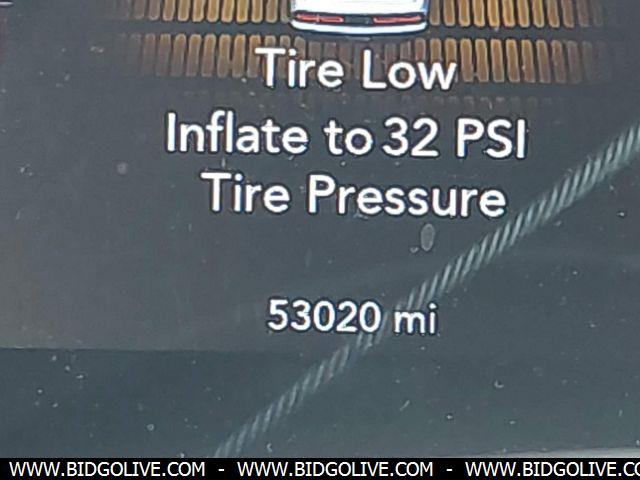 Tire Low
Inflate to 32 PSI
Tire Pressure
53020 mi
WWW.BIDGOLIVE.COM - WWW.BIDGOLIVE.COM - WWW.BIDGOLIVE.COM